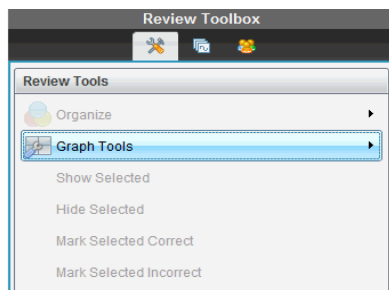 Review Toolbox
Review Tools
Organize
Graph Tools
Show Selected
Hide Selected
Mark Selected Correct
Mark Selected Incorrect